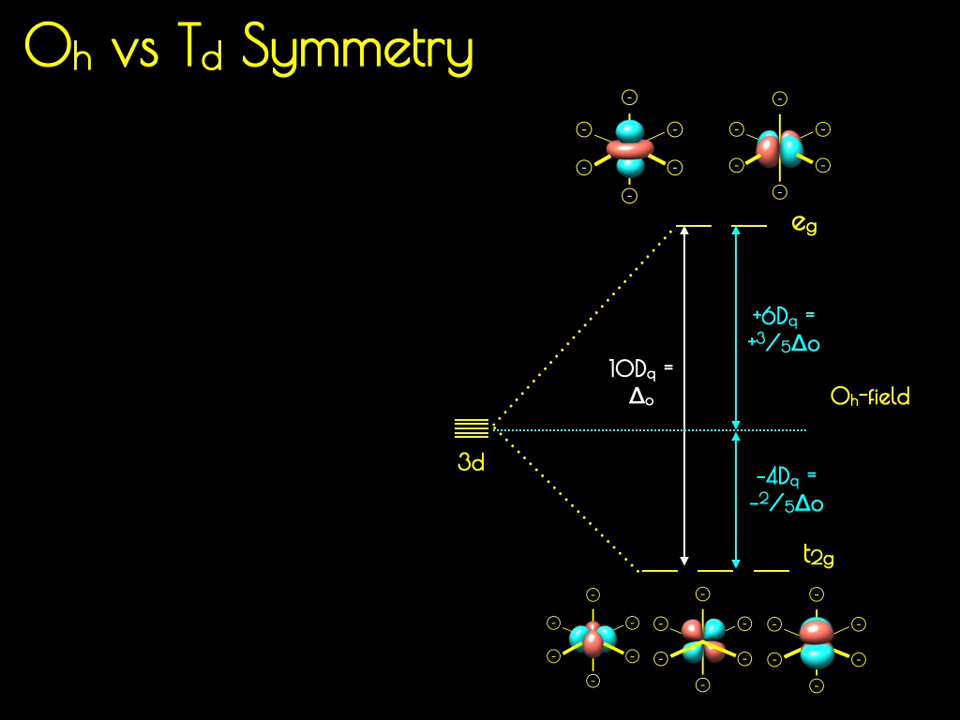 Oh vs Td Symmetry
eg
+6Dq =
+3/5Δo
10Dq =
Δo
Oh-field
3d
-4Dq =
-2/5Δo
t2g